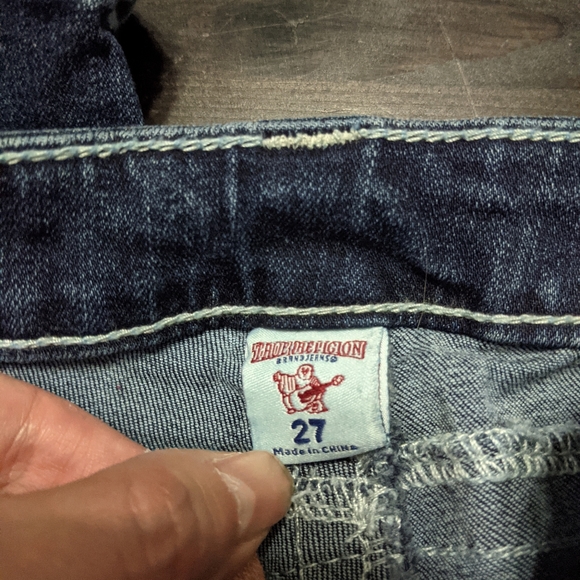 TRUE RELIGION
BRAND JEANS
27
Made in CHINA